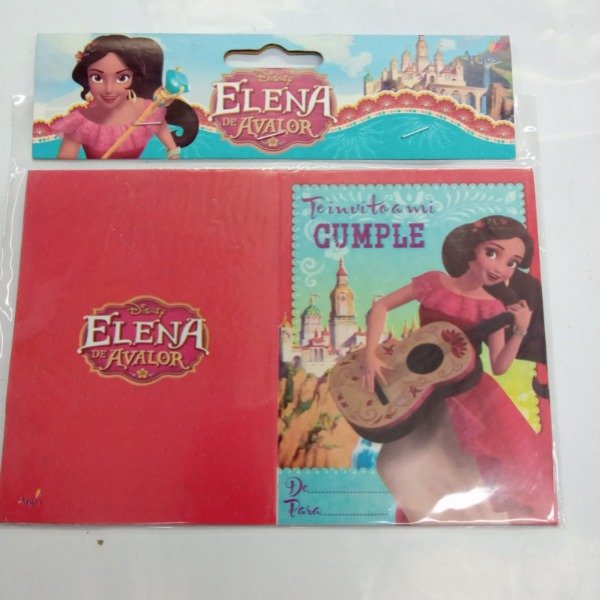 Disney
ELENA
DE AVALOR
Te invito a mi
CUMPLE
Disney
ELENA
DE AVALOR
De
Para